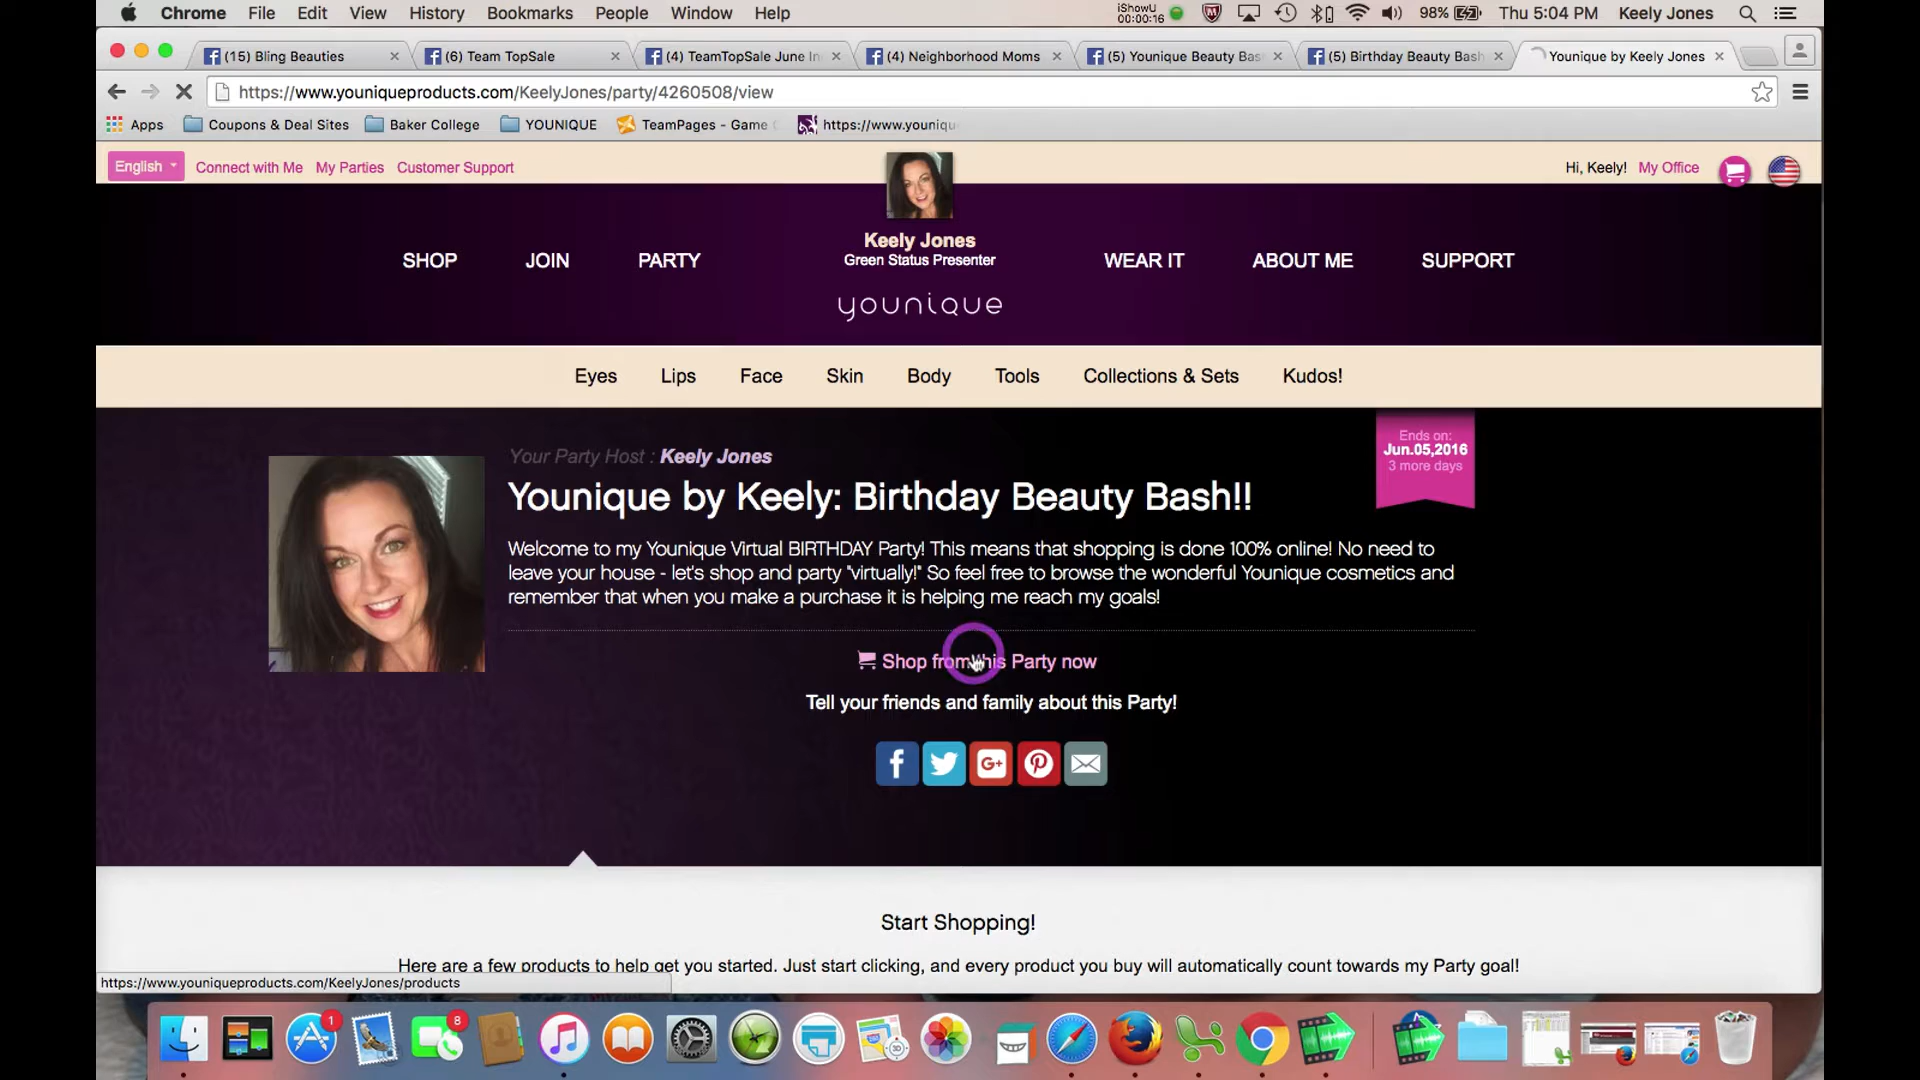 Chrome File Edit View History Bookmarks People Window Help iShowU 00:00:16 98% Thu 5:04 PM Keely Jones
(15) Bling Beauties (6) Team TopSale (4) TeamTopSale June In (4) Neighborhood Moms (5) Younique Beauty Bas (5) Birthday Beauty Bash Younique by Keely Jones
https://www.youniqueproducts.com/KeelyJones/party/4260508/view
Apps Coupons & Deal Sites Baker College YOUNIQUE TeamPages - Game https://www.youniqu
English Connect with Me My Parties Customer Support Hi, Keely! My Office
SHOP JOIN PARTY Keely Jones WEAR IT ABOUT ME SUPPORT
Green Status Presenter
younique
Eyes Lips Face Skin Body Tools Collections & Sets Kudos!
Your Party Host : Keely Jones
Ends on:
Jun.05,2016
3 more days
Younique by Keely: Birthday Beauty Bash!!
Welcome to my Younique Virtual BIRTHDAY Party! This means that shopping is done 100% online! No need to
leave your house - let's shop and party "virtually!" So feel free to browse the wonderful Younique cosmetics and
remember that when you make a purchase it is helping me reach my goals!
Shop from this Party now
Tell your friends and family about this Party!
Start Shopping!
Here are a few products to help get you started. Just start clicking, and every product you buy will automatically count towards my Party goal!
https://www.youniqueproducts.com/KeelyJones/products
1 8